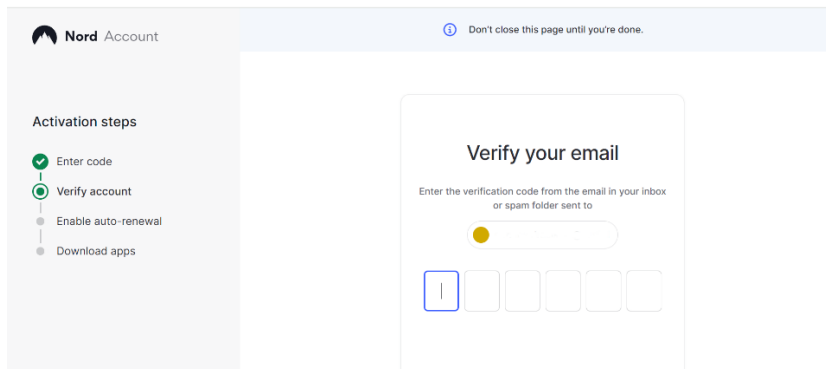 Nord Account
Don't close this page until you're done.
Activation steps
Enter code
Verify account
Enable auto-renewal
Download apps
Verify your email
Enter the verification code from the email in your inbox
or spam folder sent to